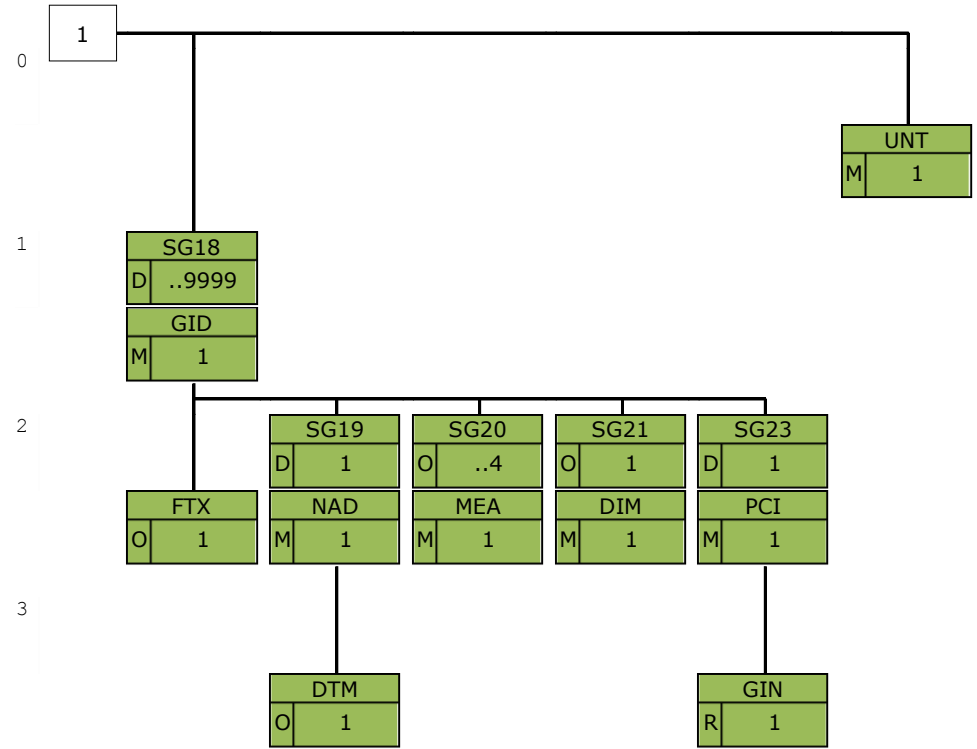 1
0
UNT
M 1
1
SG18
D ..9999
GID
M 1
2
SG19 SG20 SG21 SG23
D 1 O ..4 O 1 D 1
FTX NAD MEA DIM PCI
O 1 M 1 M 1 M 1 M 1
3
DTM GIN
O 1 R 1